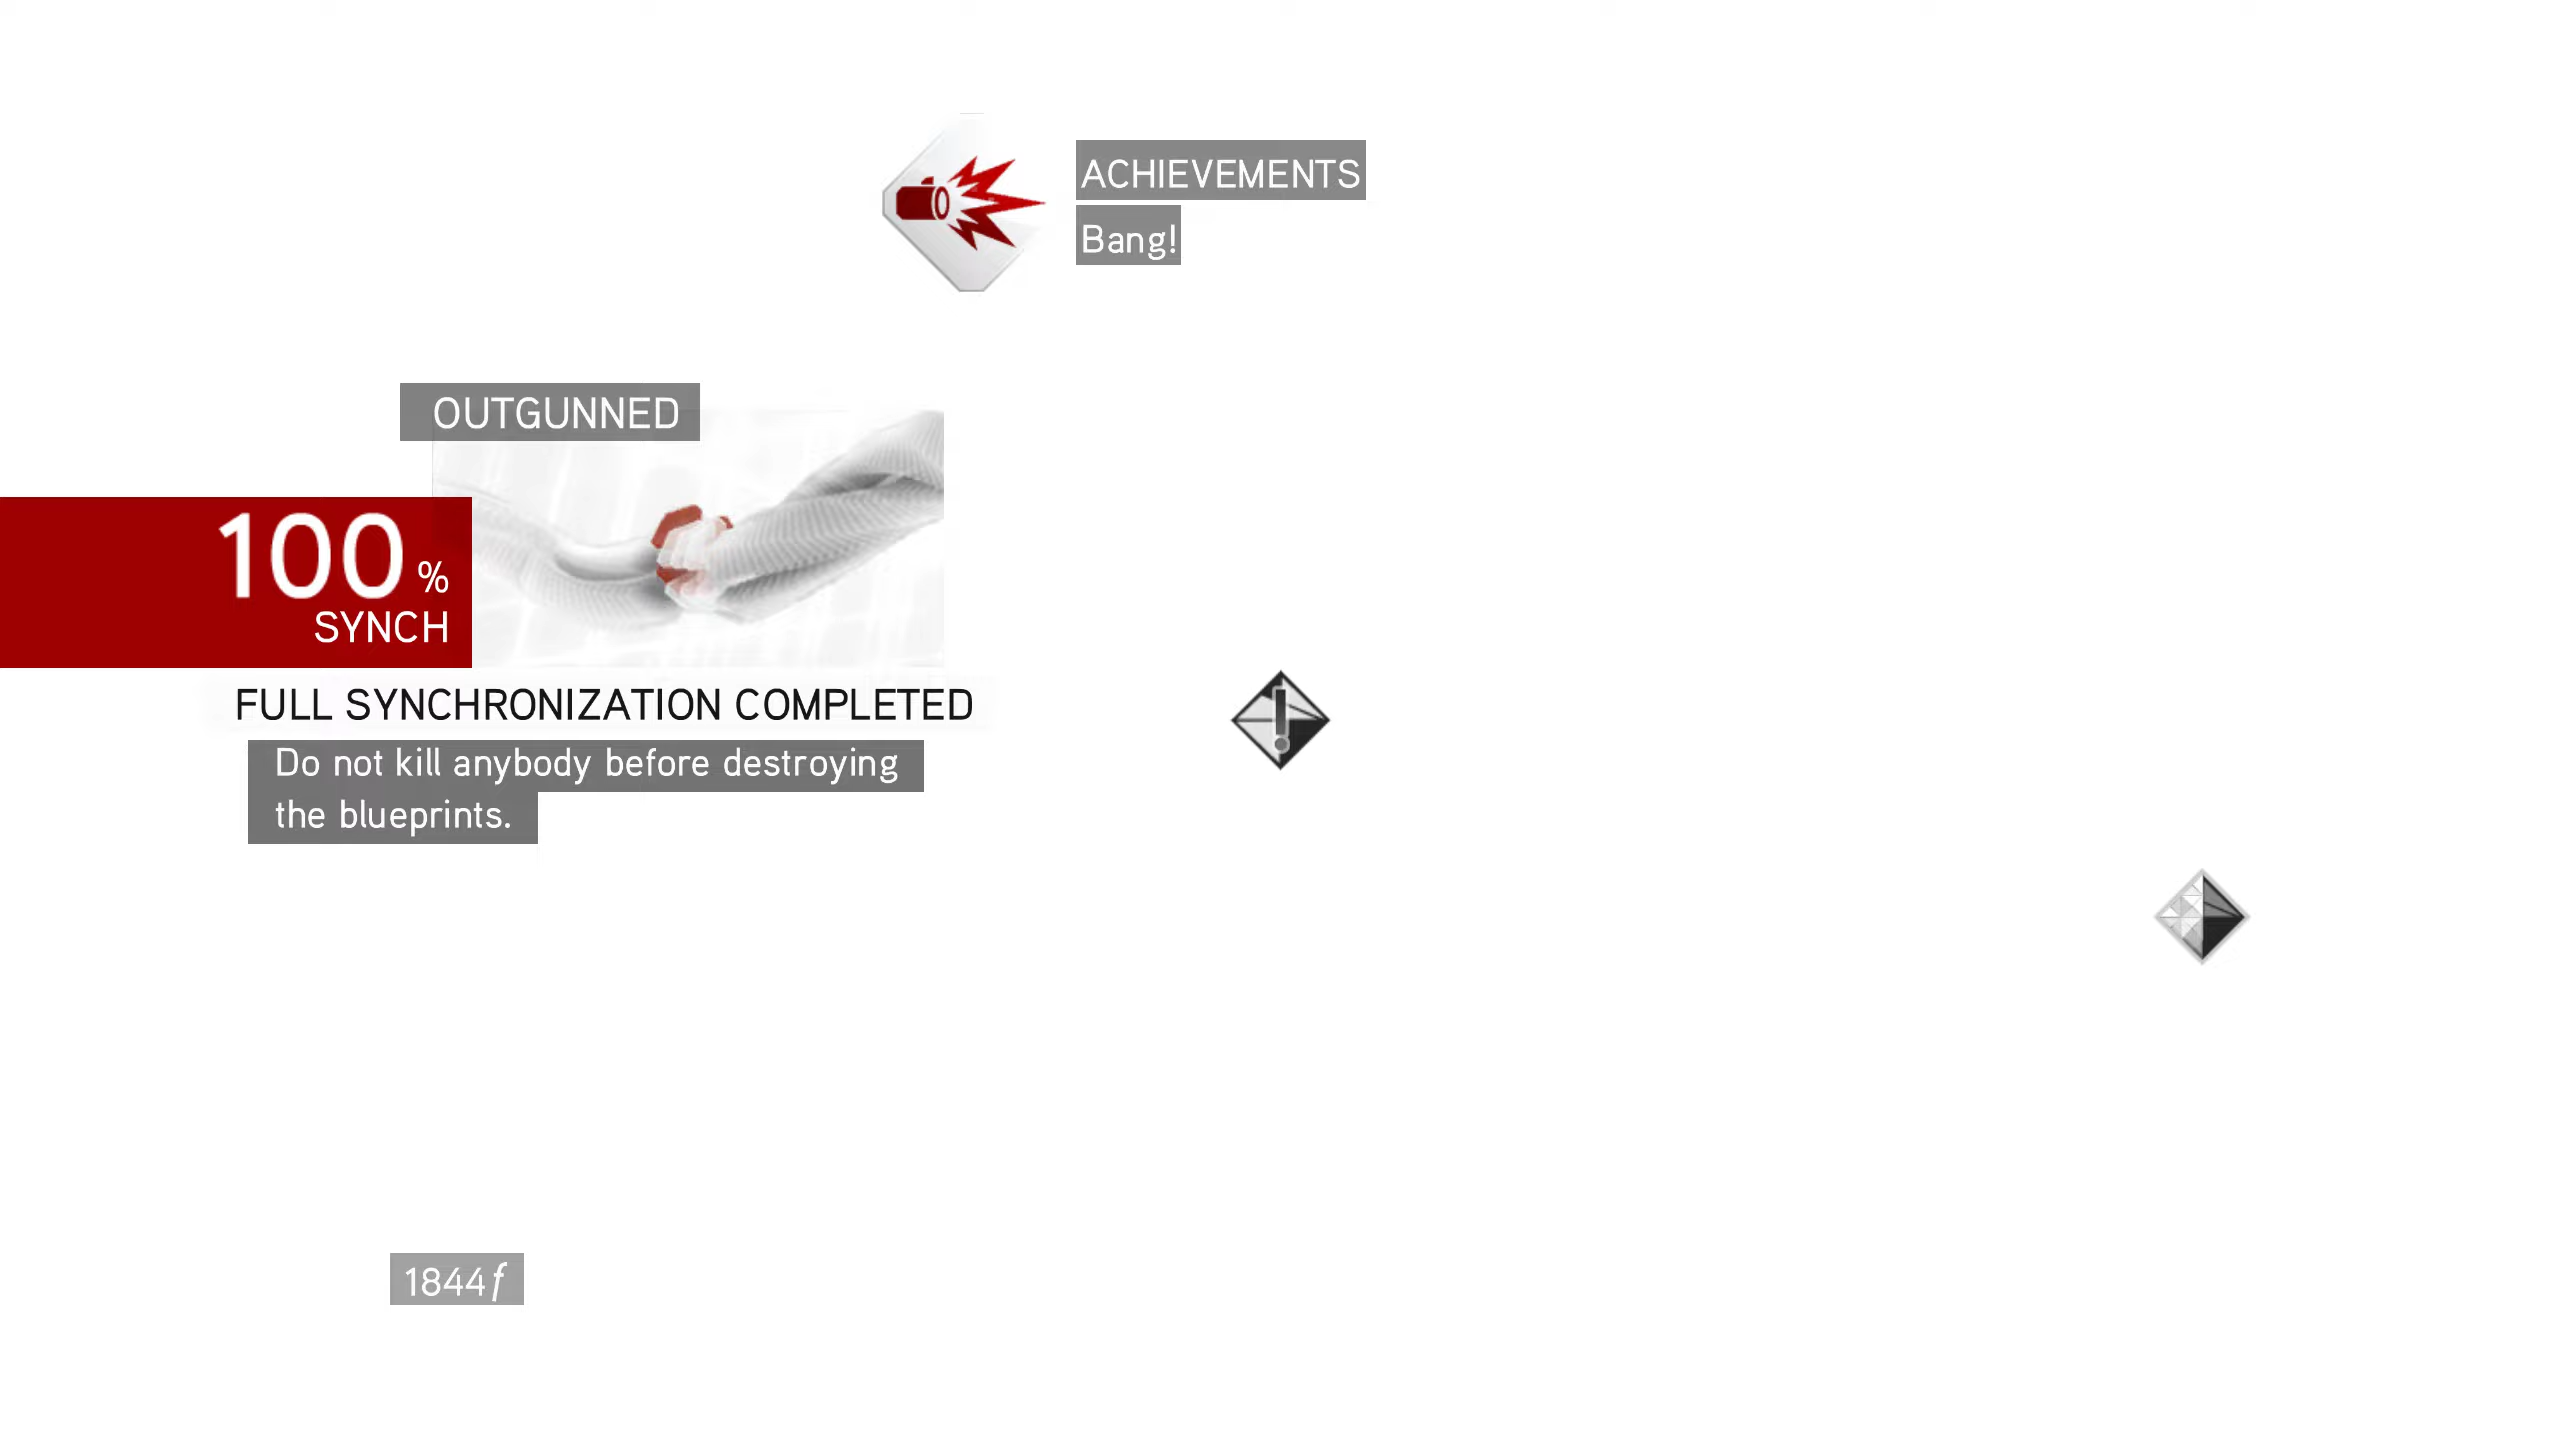 ACHIEVEMENTS
Bang!
OUTGUNNED
100 %
SYNCH
FULL SYNCHRONIZATION COMPLETED
Do not kill anybody before destroying
the blueprints.
1844ƒ